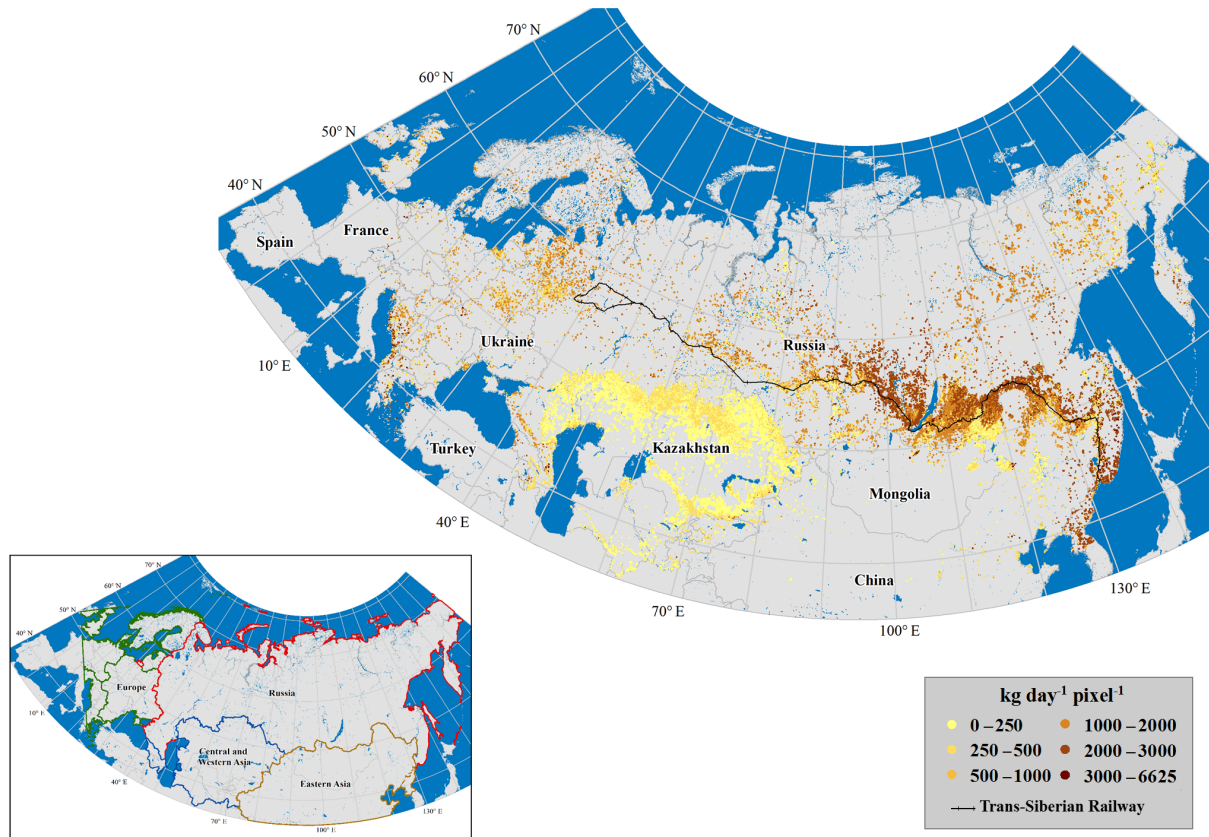 70° N
60° N
50° N
40° N
Spain
France
10° E
Ukraine
Russia
Turkey
Kazakhstan
Mongolia
40° E
China
70° E
100° E
130° E
70° N
60° N
50° N
40° N
Europe
Russia
10° E
Central and
Western Asia
Eastern Asia
40° E
70° E
100° E
130° E
kg day-1 pixel-1
0 – 250
250 – 500
500 – 1000
1000 – 2000
2000 – 3000
3000 – 6625
Trans-Siberian Railway